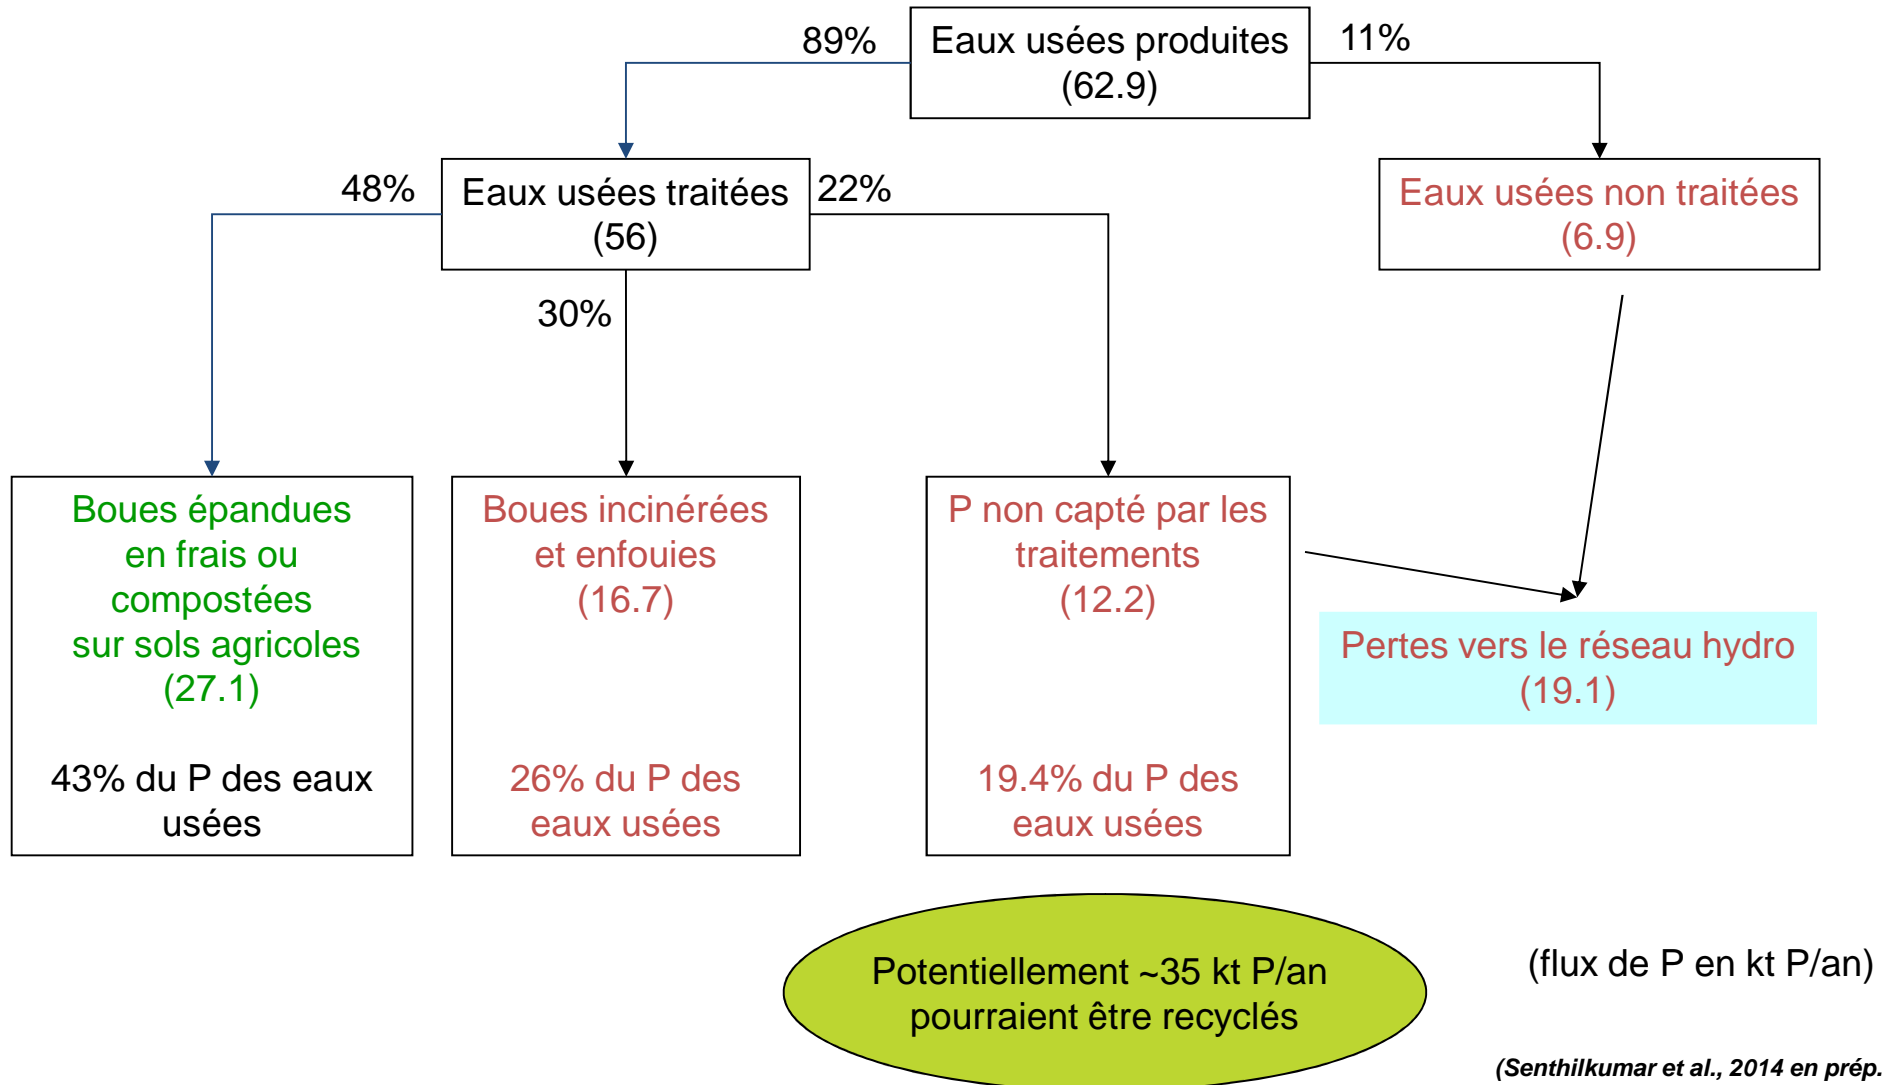 89%
Eaux usées produites
(62.9)
11%
48%
Eaux usées traitées
(56)
22%
Eaux usées non traitées
(6.9)
30%
Boues épandues
en frais ou
compostées
sur sols agricoles
(27.1)
43% du P des eaux
usées
Boues incinérées
et enfouies
(16.7)
26% du P des
eaux usées
P non capté par les
traitements
(12.2)
19.4% du P des
eaux usées
Pertes vers le réseau hydro
(19.1)
Potentiellement ~35 kt P/an
pourraient être recyclés
(flux de P en kt P/an)
(Senthilkumar et al., 2014 en prép.